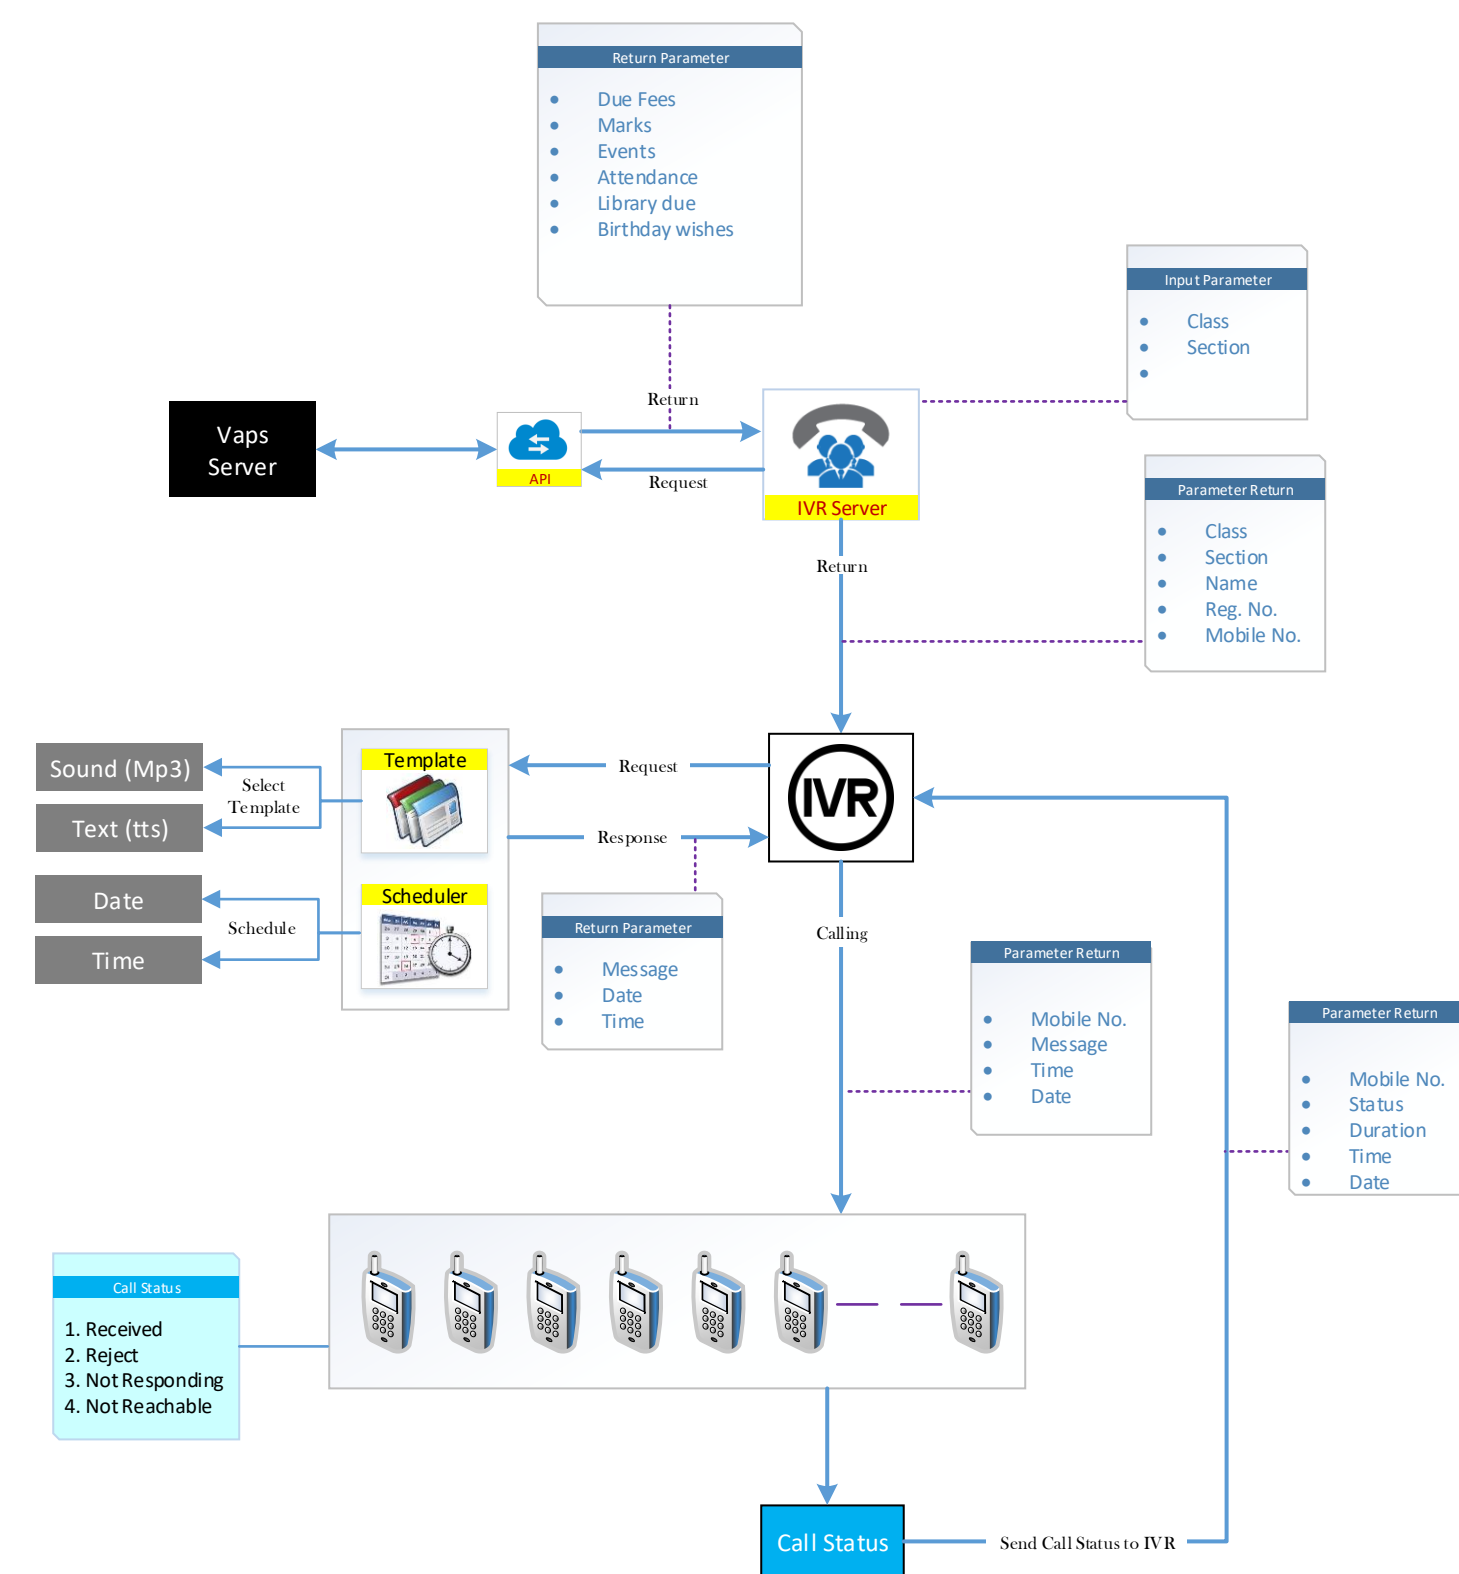 Return Parameter
• Due Fees
• Marks
• Events
• Attendance
• Library due
• Birthday wishes
Input Parameter
• Class
• Section
•
Return
Vaps
Server
API
Request
IVR Server
Parameter Return
• Class
• Section
• Name
• Reg. No.
• Mobile No.
Return
Sound (Mp3)
Text (tts)
Select
Template
Template
Request
IVR
Response
Date
Time
Schedule
Scheduler
Return Parameter
• Message
• Date
• Time
Calling
Parameter Return
• Mobile No.
• Message
• Time
• Date
Parameter Return
• Mobile No.
• Status
• Duration
• Time
• Date
Call Status
1. Received
2. Reject
3. Not Responding
4. Not Reachable
Call Status
Send Call Status to IVR